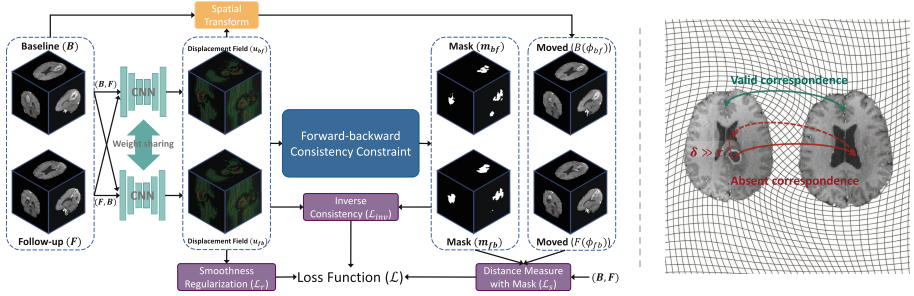 Spatial
Transform
Baseline (B)
(B, F)
CNN
Weight sharing
CNN
(F, B)
Follow-up (F)
Displacement Field (u_bf)
Displacement Field (u_fb)
Forward-backward
Consistency Constraint
Mask (m_bf)
Moved (B(ϕ_bf))
Inverse
Consistency (ℒ_inv)
Mask (m_fb)
Moved (F(ϕ_fb))
Smoothness
Regularization (ℒ_r)
Loss Function (ℒ)
Distance Measure
with Mask (ℒ_s)
(B, F)
Valid correspondence
δ ≫ τ
Absent correspondence